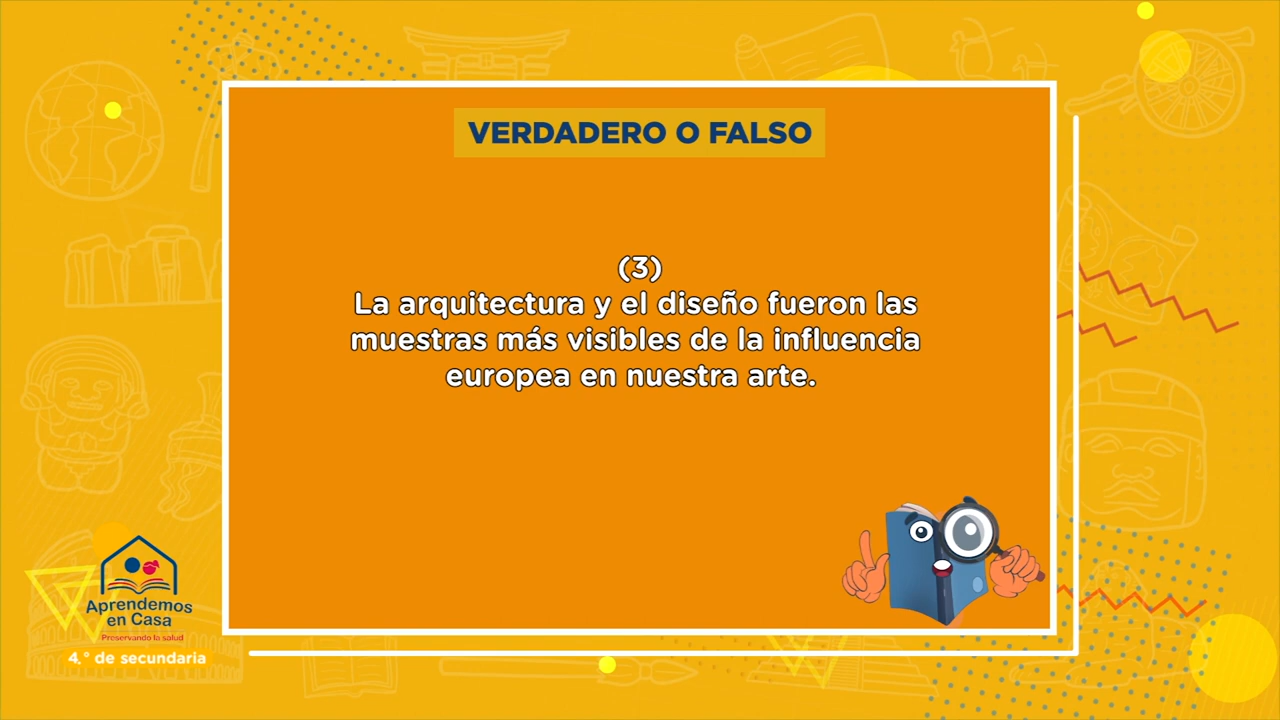 VERDADERO O FALSO
(3)
La arquitectura y el diseño fueron las
muestras más visibles de la influencia
europea en nuestra arte.
Aprendemos
en Casa
Preservando la salud
4.° de secundaria